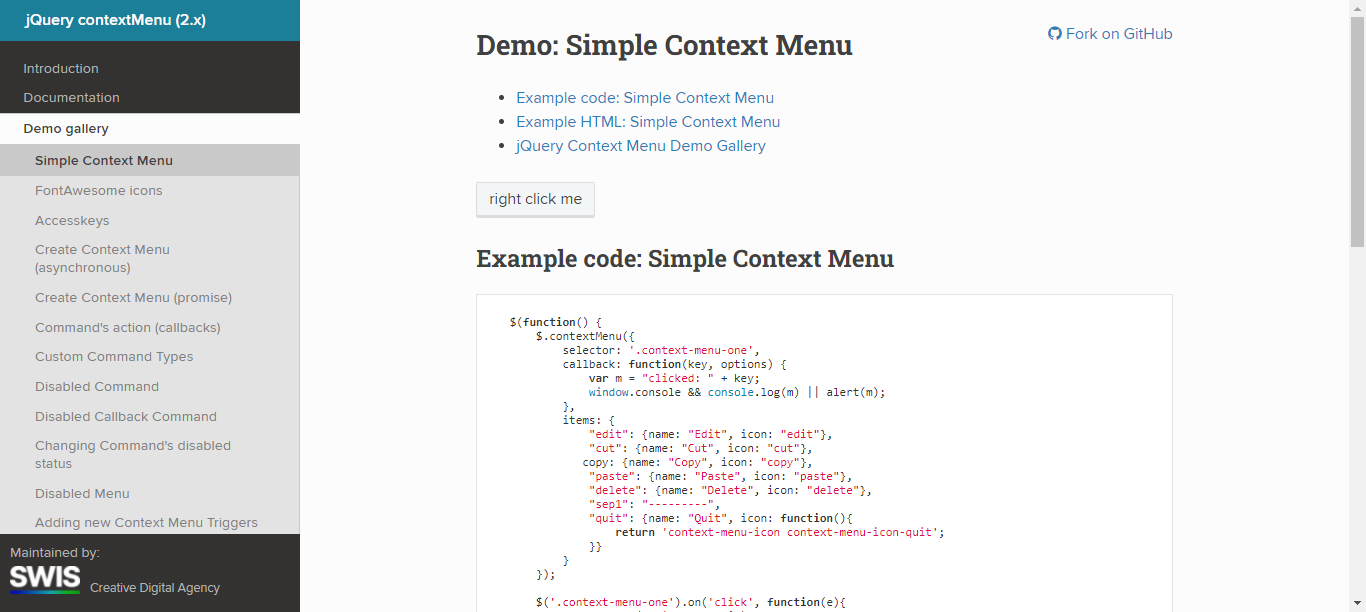 jQuery contextMenu (2.x)
Introduction
Documentation
Demo gallery
Simple Context Menu
FontAwesome icons
Accesskeys
Create Context Menu
(asynchronous)
Create Context Menu (promise)
Command's action (callbacks)
Custom Command Types
Disabled Command
Disabled Callback Command
Changing Command's disabled
status
Disabled Menu
Adding new Context Menu Triggers
Maintained by:
SWIS Creative Digital Agency
Demo: Simple Context Menu
Fork on GitHub
• Example code: Simple Context Menu
• Example HTML: Simple Context Menu
• jQuery Context Menu Demo Gallery
right click me
Example code: Simple Context Menu
$(function() {
    $.contextMenu({
        selector: '.context-menu-one',
        callback: function(key, options) {
            var m = "clicked: " + key;
            window.console && console.log(m) || alert(m);
        },
        items: {
            "edit": {name: "Edit", icon: "edit"},
            "cut": {name: "Cut", icon: "cut"},
           copy: {name: "Copy", icon: "copy"},
            "paste": {name: "Paste", icon: "paste"},
            "delete": {name: "Delete", icon: "delete"},
            "sep1": "---------",
            "quit": {name: "Quit", icon: function(){
                return 'context-menu-icon context-menu-icon-quit';
            }}
        }
    });
    $('.context-menu-one').on('click', function(e){